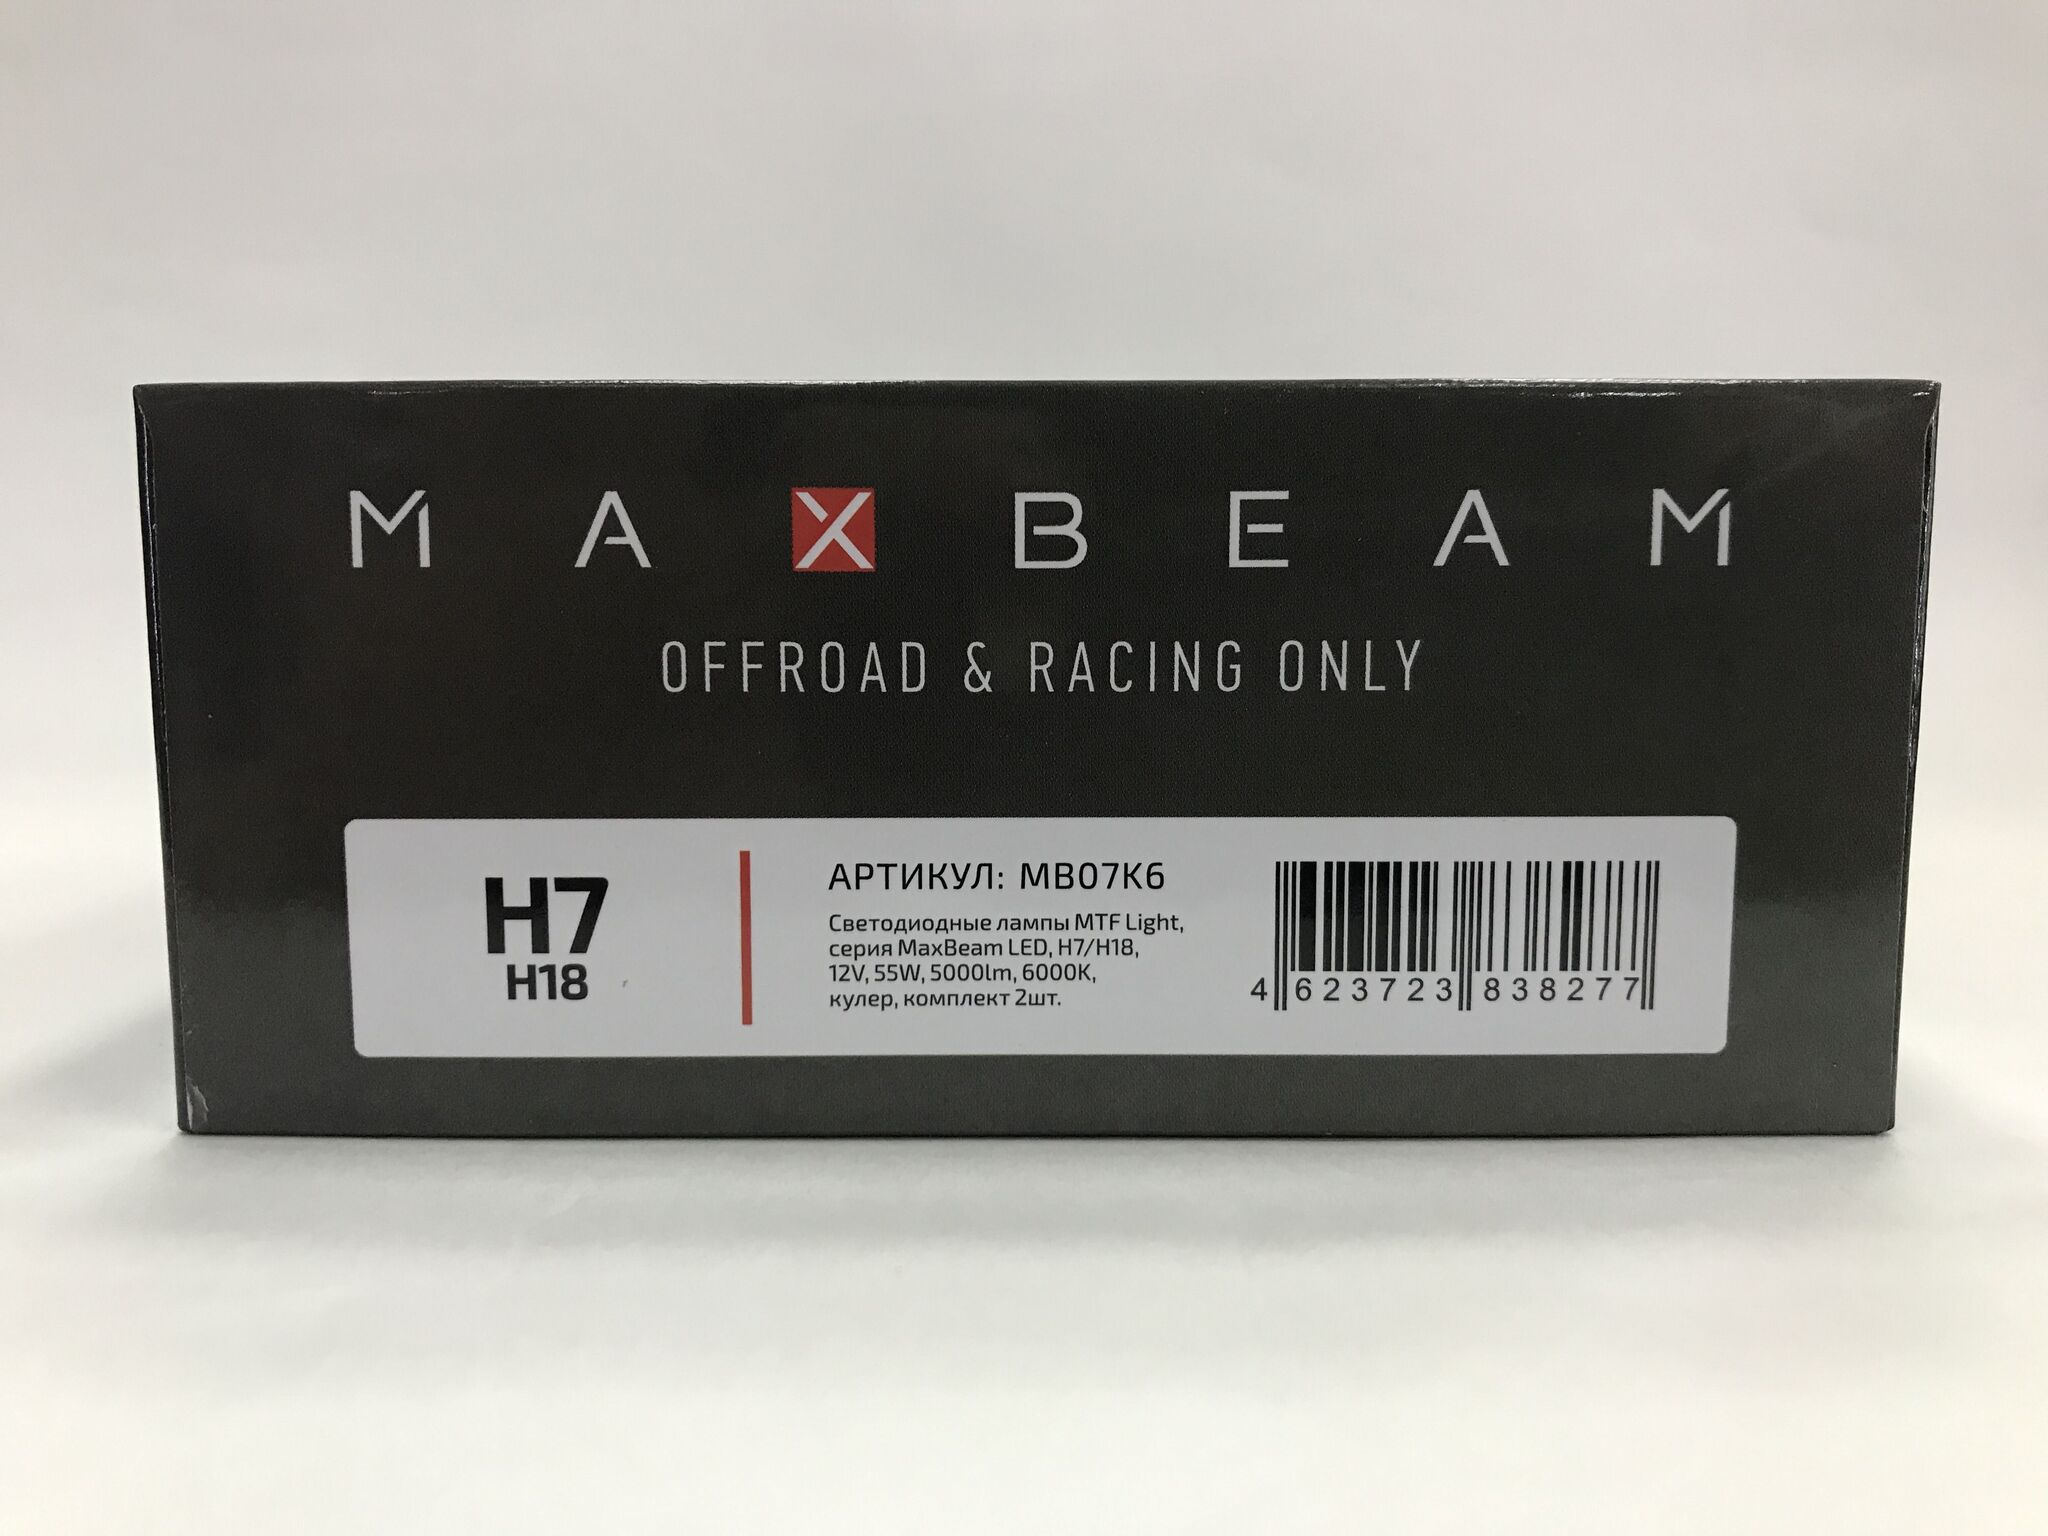 MAXBEAM
OFFROAD & RACING ONLY
H7
H18
АРТИКУЛ: MB07K6
Светодиодные лампы MTF Light,
серия MaxBeam LED, H7/H18,
12V, 55W, 5000lm, 6000K,
кулер, комплект 2шт.
4 623723 838277